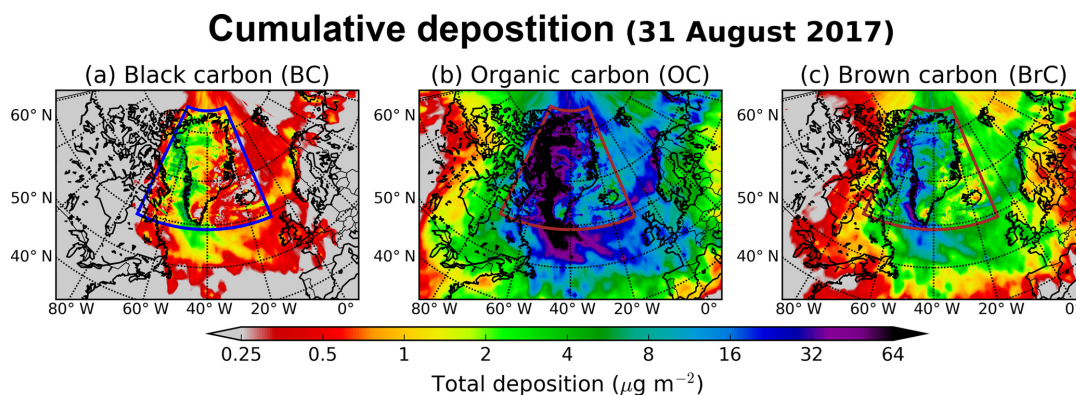 Cumulative depostition (31 August 2017)
(a) Black carbon (BC) (b) Organic carbon (OC) (c) Brown carbon (BrC)
60° N 60° N 60° N
50° N 50° N 50° N
40° N 40° N 40° N
80° W 60° W 40° W 20° W 0° 80° W 60° W 40° W 20° W 0° 80° W 60° W 40° W 20° W 0°
0.25 0.5 1 2 4 8 16 32 64
Total deposition (μg m⁻²)